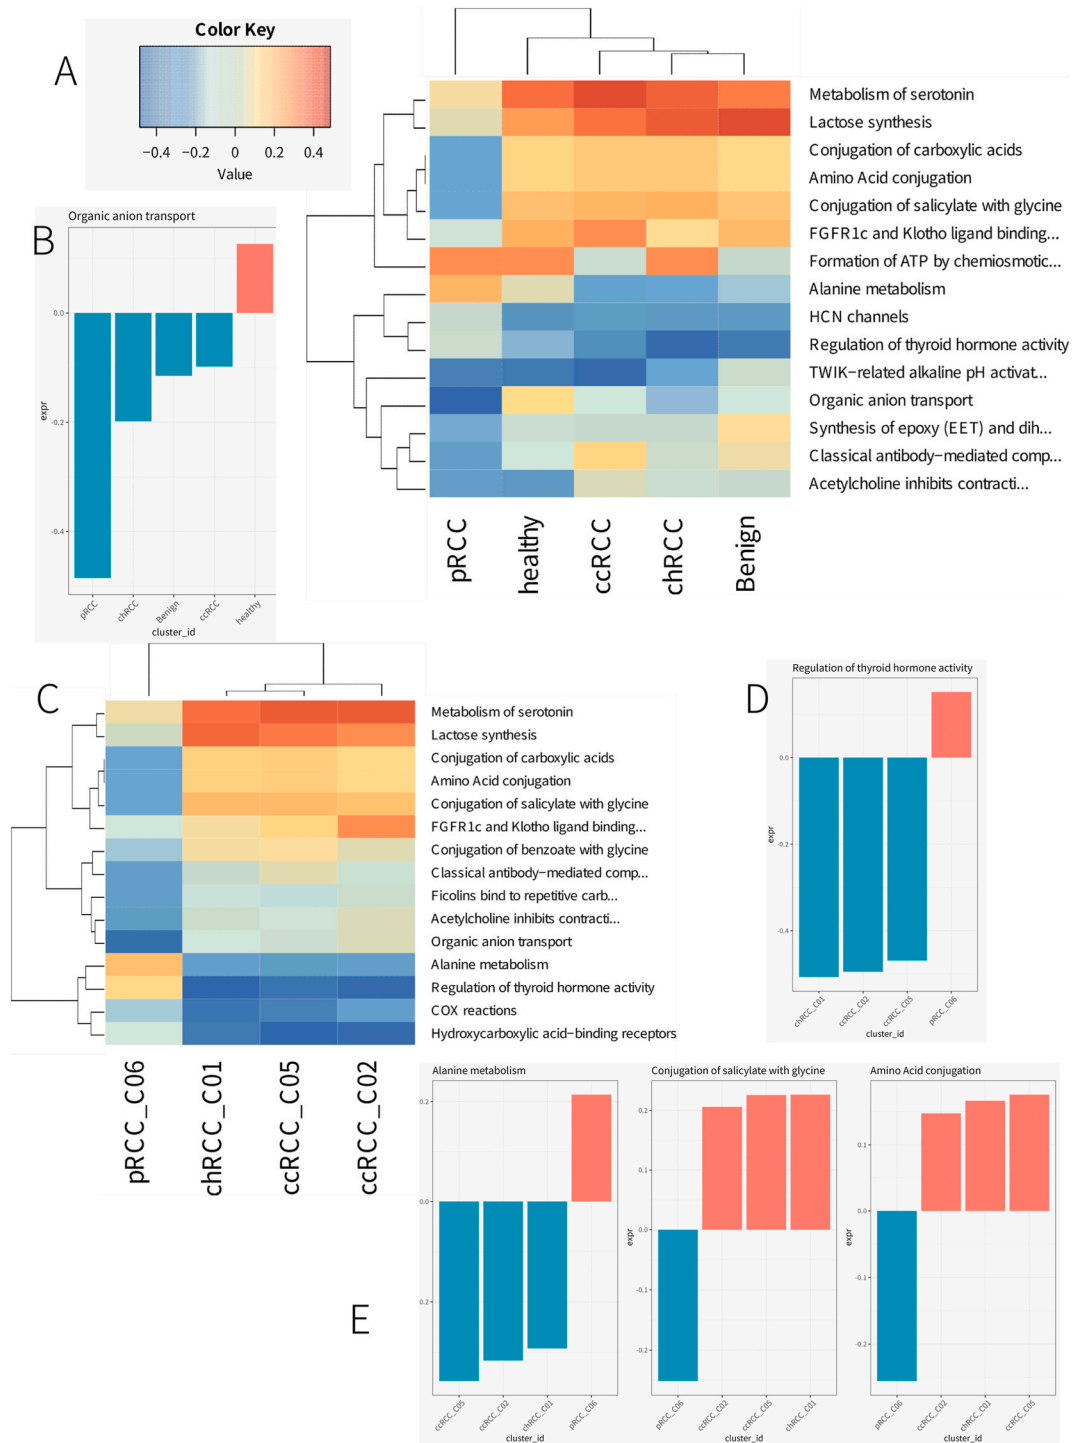 A
Color Key
−0.4 −0.2 0 0.2 0.4
Value
Metabolism of serotonin
Lactose synthesis
Conjugation of carboxylic acids
Amino Acid conjugation
Conjugation of salicylate with glycine
FGFR1c and Klotho ligand binding...
Formation of ATP by chemiosmotic...
Alanine metabolism
HCN channels
Regulation of thyroid hormone activity
TWIK−related alkaline pH activat...
Organic anion transport
Synthesis of epoxy (EET) and dih...
Classical antibody−mediated comp...
Acetylcholine inhibits contracti...
pRCC healthy ccRCC chRCC Benign
B
Organic anion transport
0.0
-0.2
-0.4
expr
pRCC chRCC Benign ccRCC healthy
cluster_id
C
Metabolism of serotonin
Lactose synthesis
Conjugation of carboxylic acids
Amino Acid conjugation
Conjugation of salicylate with glycine
FGFR1c and Klotho ligand binding...
Conjugation of benzoate with glycine
Classical antibody−mediated comp...
Ficolins bind to repetitive carb...
Acetylcholine inhibits contracti...
Organic anion transport
Alanine metabolism
Regulation of thyroid hormone activity
COX reactions
Hydroxycarboxylic acid−binding receptors
pRCC_C06 chRCC_C01 ccRCC_C05 ccRCC_C02
D
Regulation of thyroid hormone activity
0.0
-0.2
-0.4
expr
chRCC_C01 ccRCC_C02 ccRCC_C05 pRCC_C06
cluster_id
E
Alanine metabolism
0.2
0.0
0.2
ccRCC_C05 ccRCC_C02 chRCC_C01 pRCC_C06
cluster_id
Conjugation of salicylate with glycine
0.2
0.1
0.0
-0.1
-0.2
expr
pRCC_C06 ccRCC_C02 ccRCC_C05 chRCC_C01
cluster_id
Amino Acid conjugation
0.1
0.0
-0.1
-0.2
expr
pRCC_C06 ccRCC_C02 chRCC_C01 ccRCC_C05
cluster_id